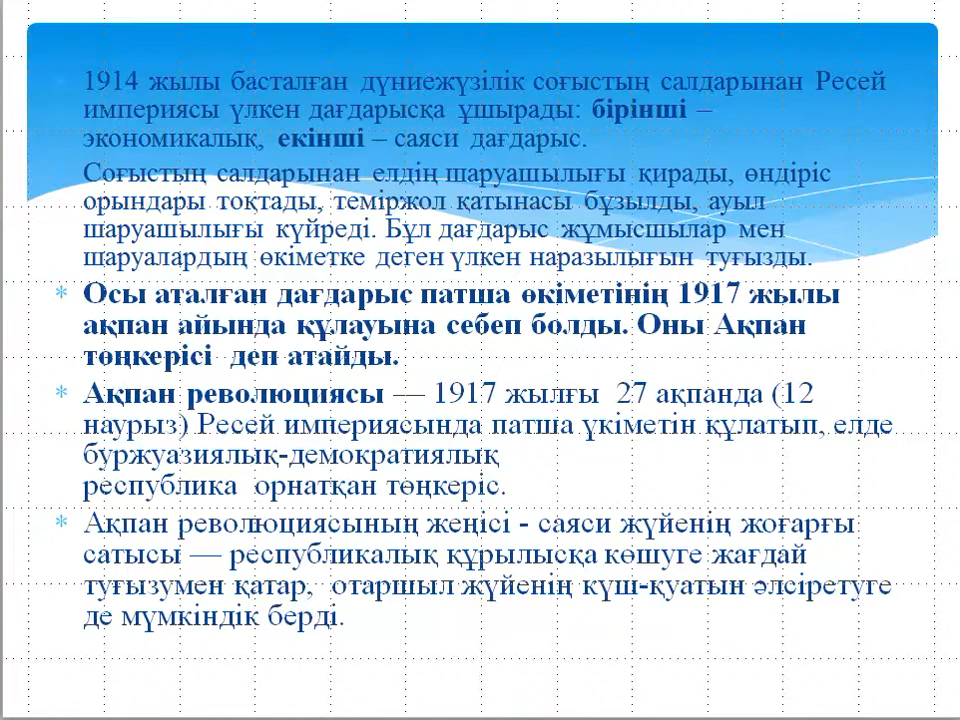 1914 жылы басталған дүниежүзілік соғыстың салдарынан Ресей
империясы үлкен дағдарысқа ұшырады: бірінші –
экономикалық, екінші – саяси дағдарыс.
Соғыстың салдарынан елдің шаруашылығы қирады, өндіріс
орындары тоқтады, теміржол қатынасы бұзылды, ауыл
шаруашылығы күйреді. Бұл дағдарыс жұмысшылар мен
шаруалардың өкіметке деген үлкен наразылығын туғызды.
* Осы аталған дағдарыс патша өкіметінің 1917 жылы
ақпан айында құлауына себеп болды. Оны Ақпан
төңкерісі деп атайды.
* Ақпан революциясы — 1917 жылғы 27 ақпанда (12
наурыз) Ресей империясында патша үкіметін құлатып, елде
буржуазиялық-демократиялық
республика орнатқан төңкеріс.
* Ақпан революциясының жеңісі - саяси жүйенің жоғарғы
сатысы — республикалық құрылысқа көшуге жағдай
туғызумен қатар, отаршыл жүйенің күш-қуатын әлсіретуге
де мүмкіндік берді.